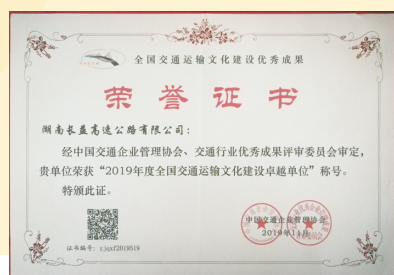 全国交通运输文化建设优秀成果
荣誉证书
湖南长益高速公路有限公司：
经中国交通企业管理协会、交通行业优秀成果评审委员会审定，
贵单位荣获“2019年度全国交通运输文化建设卓越单位”称号。
特颁此证。
中国交通企业管理协会
2019年11月
证书编号：zjqxf2019519